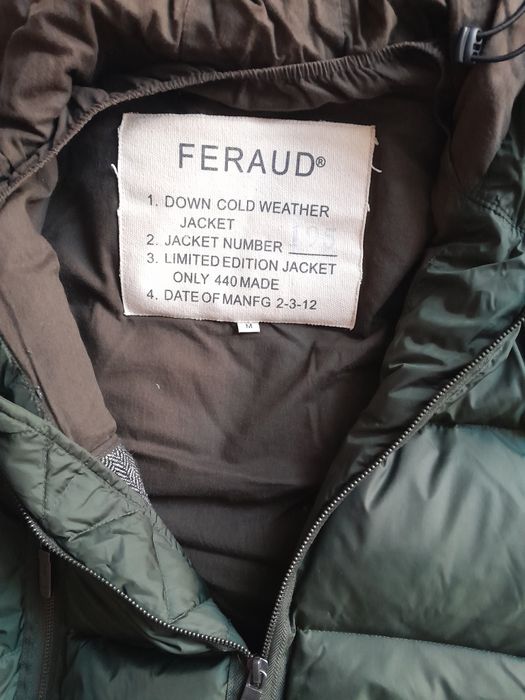 FERAUD®
1. DOWN COLD WEATHER
JACKET
2. JACKET NUMBER 195
3. LIMITED EDITION JACKET
ONLY 440 MADE
4. DATE OF MANFG 2-3-12
M